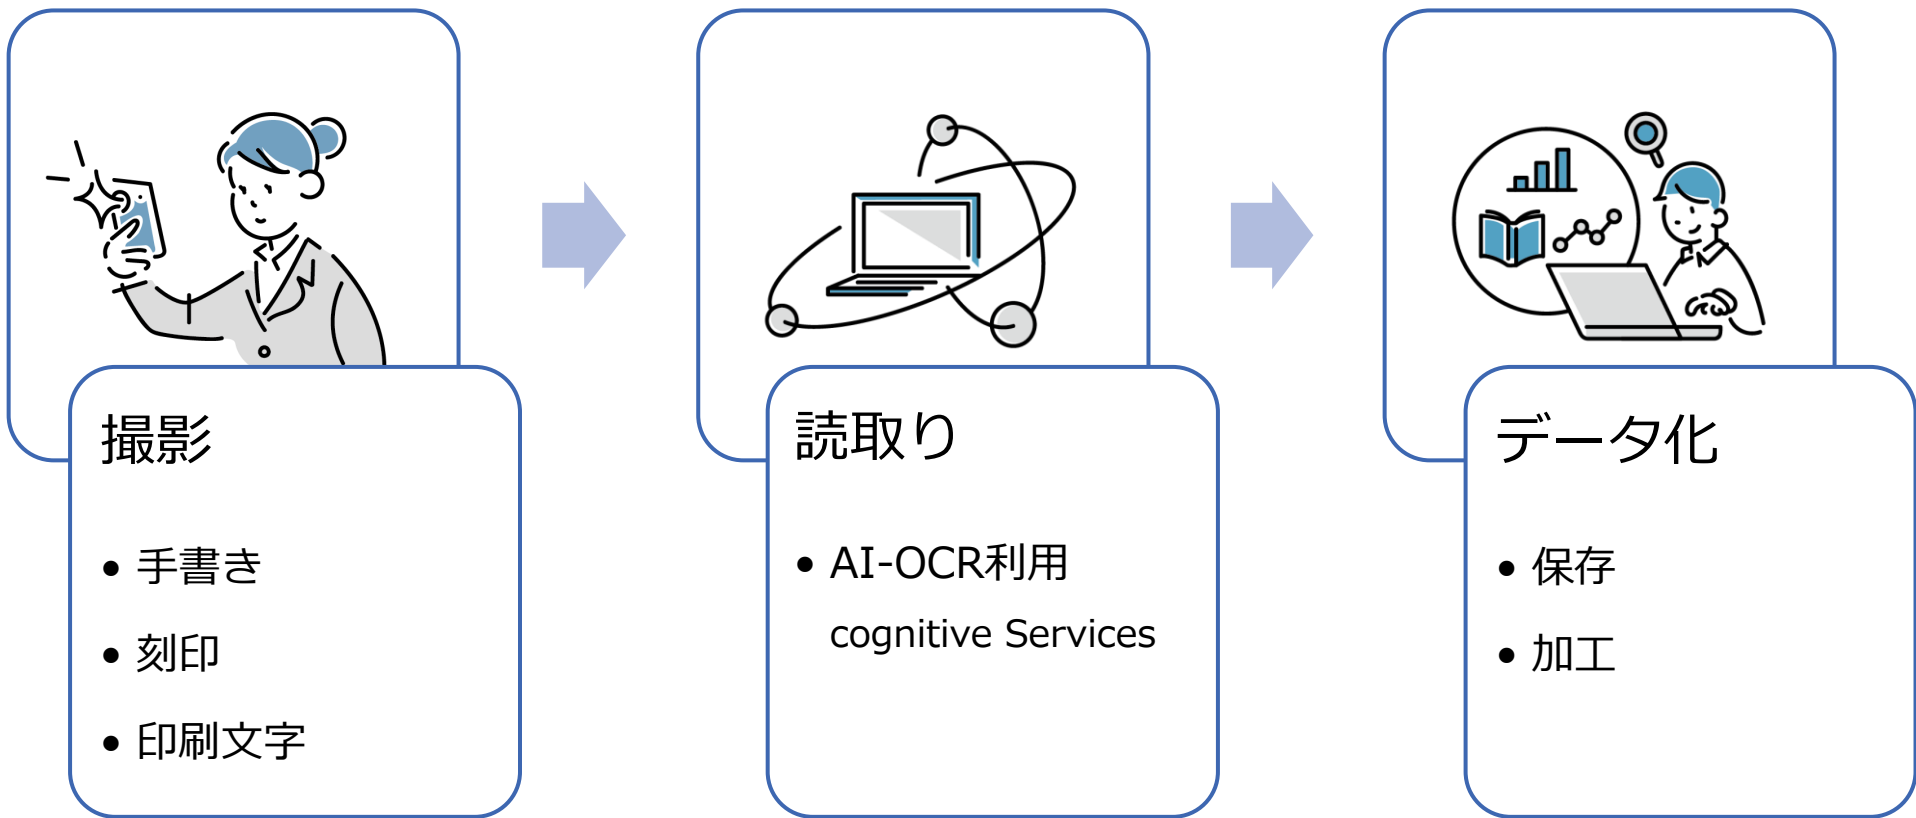 撮影
• 手書き
• 刻印
• 印刷文字
読取り
• AI-OCR利用
cognitive Services
データ化
• 保存
• 加工